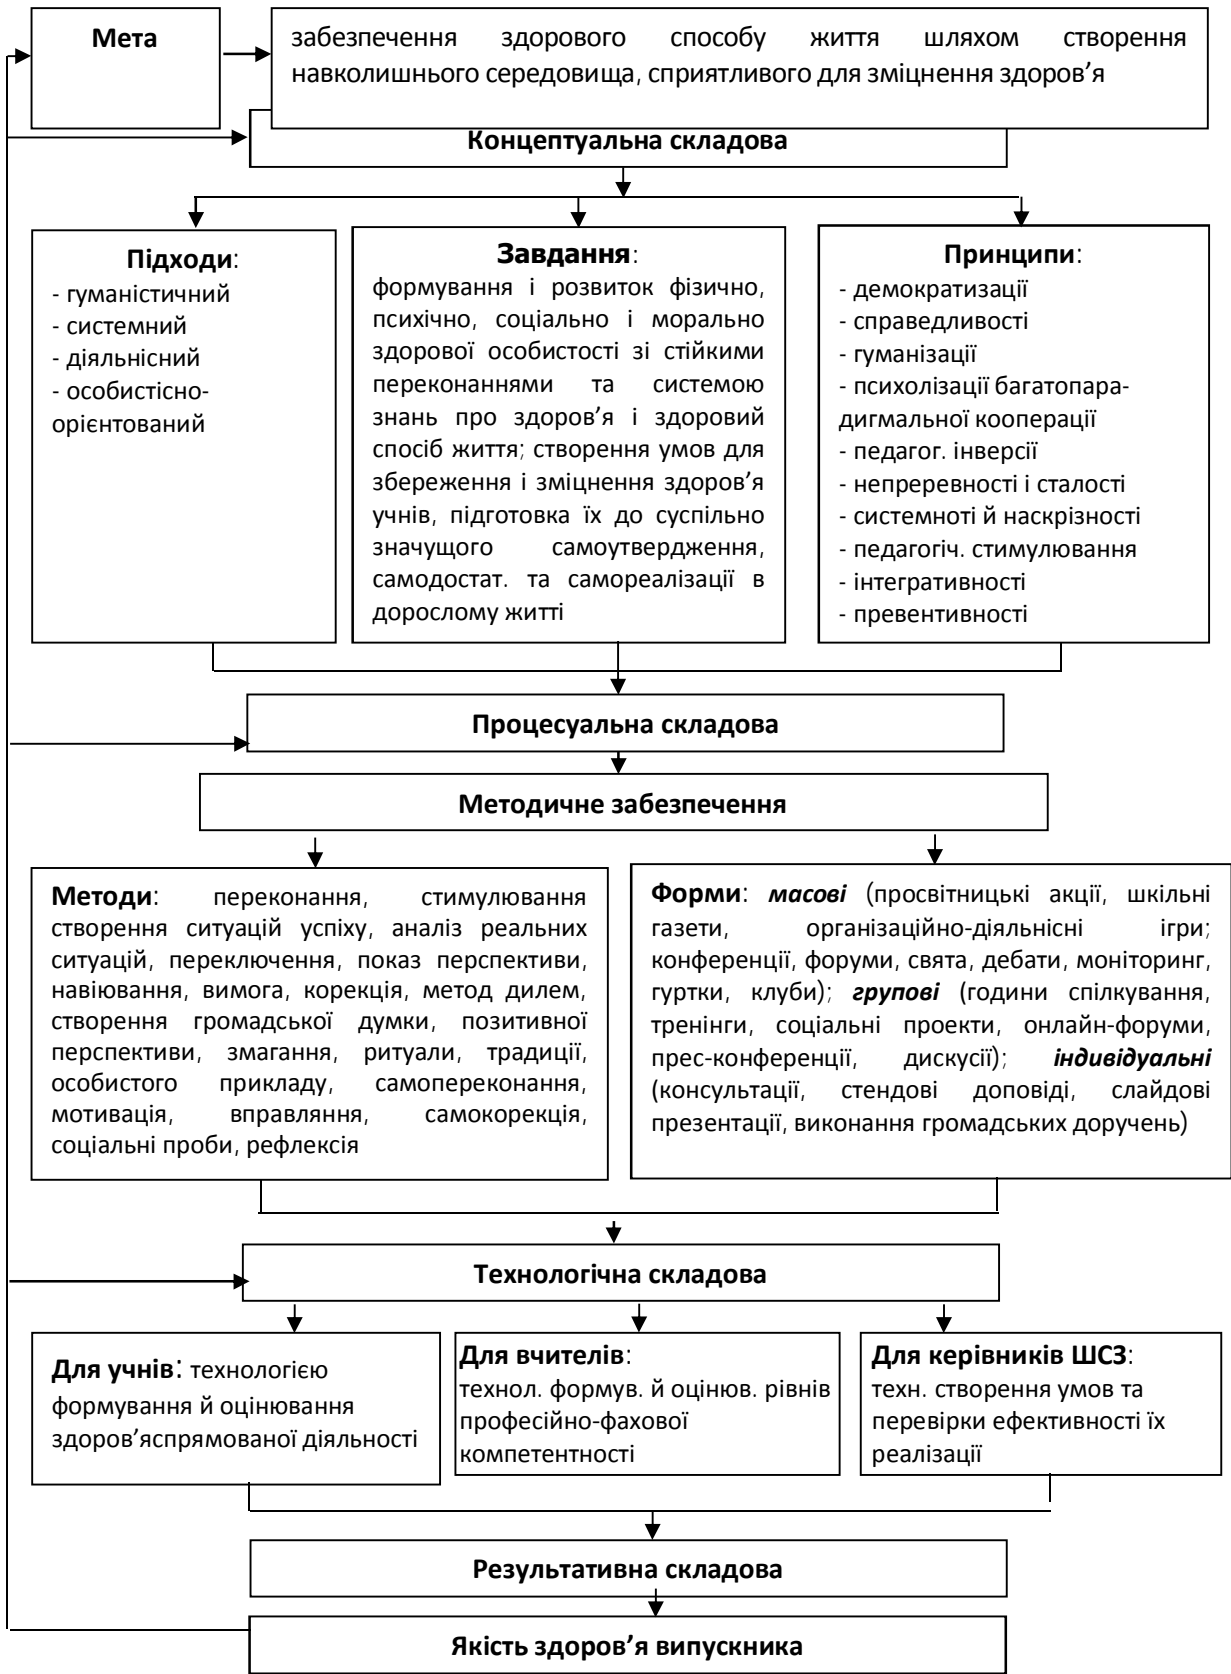 Мета
забезпечення здорового способу життя шляхом створення
навколишнього середовища, сприятливого для зміцнення здоров’я
Концептуальна складова
Підходи:
- гуманістичний
- системний
- діяльнісний
- особистісно-
орієнтований
Завдання:
формування і розвиток фізично,
психічно, соціально і морально
здорової особистості зі стійкими
переконаннями та системою
знань про здоров’я і здоровий
спосіб життя; створення умов для
збереження і зміцнення здоров’я
учнів, підготовка їх до суспільно
значущого самоутвердження,
самодостат. та самореалізації в
дорослому житті
Принципи:
- демократизації
- справедливості
- гуманізації
- психолізації багатопара-
дигмальної кооперації
- педагог. інверсії
- непреревності і сталості
- системноті й наскрізності
- педагогіч. стимулювання
- інтегративності
- превентивності
Процесуальна складова
Методичне забезпечення
Методи: переконання, стимулювання
створення ситуацій успіху, аналіз реальних
ситуацій, переключення, показ перспективи,
навіювання, вимога, корекція, метод дилем,
створення громадської думки, позитивної
перспективи, змагання, ритуали, традиції,
особистого прикладу, самопереконання,
мотивація, вправляння, самокорекція,
соціальні проби, рефлексія
Форми: масові (просвітницькі акції, шкільні
газети, організаційно-діяльнісні ігри;
конференції, форуми, свята, дебати, моніторинг,
гуртки, клуби); групові (години спілкування,
тренінги, соціальні проекти, онлайн-форуми,
прес-конференції, дискусії); індивідуальні
(консультації, стендові доповіді, слайдові
презентації, виконання громадських доручень)
Технологічна складова
Для учнів: технологією
формування й оцінювання
здоров’яспрямованої діяльності
Для вчителів:
технол. формув. й оцінюв. рівнів
професійно-фахової
компетентності
Для керівників ШСЗ:
техн. створення умов та
перевірки ефективності їх
реалізації
Результативна складова
Якість здоров’я випускника